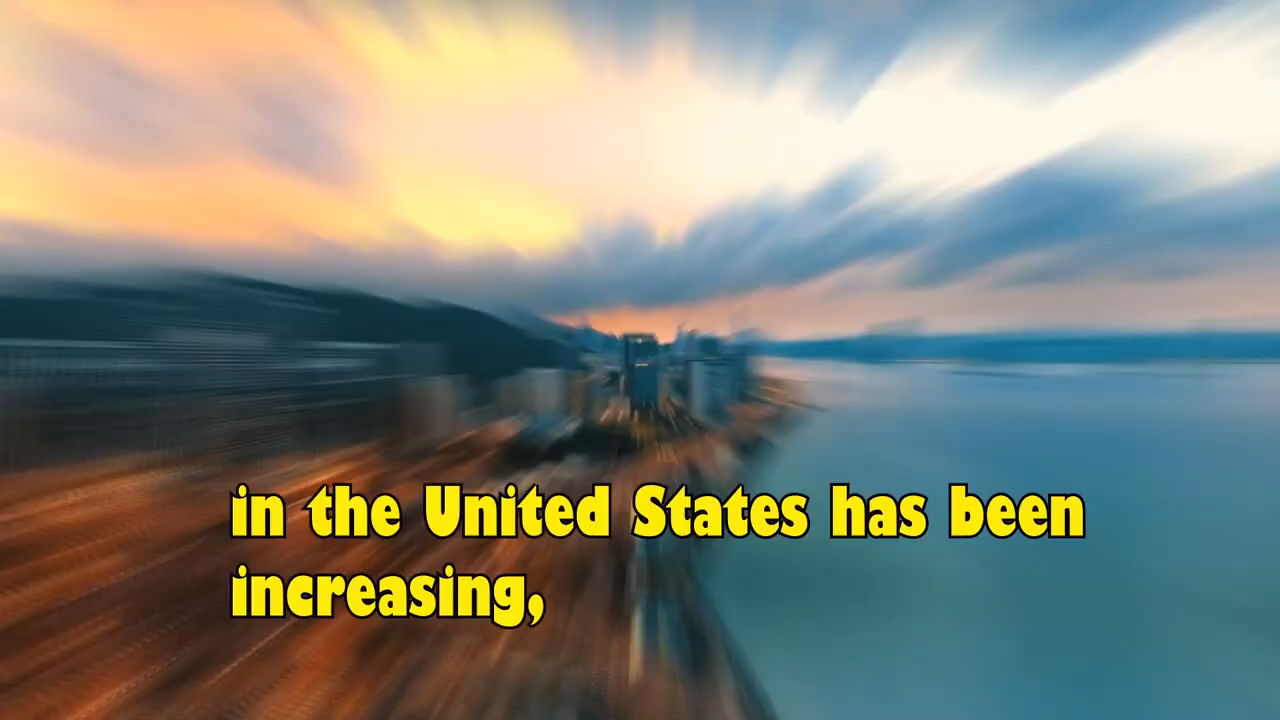 in the United States has been
increasing,